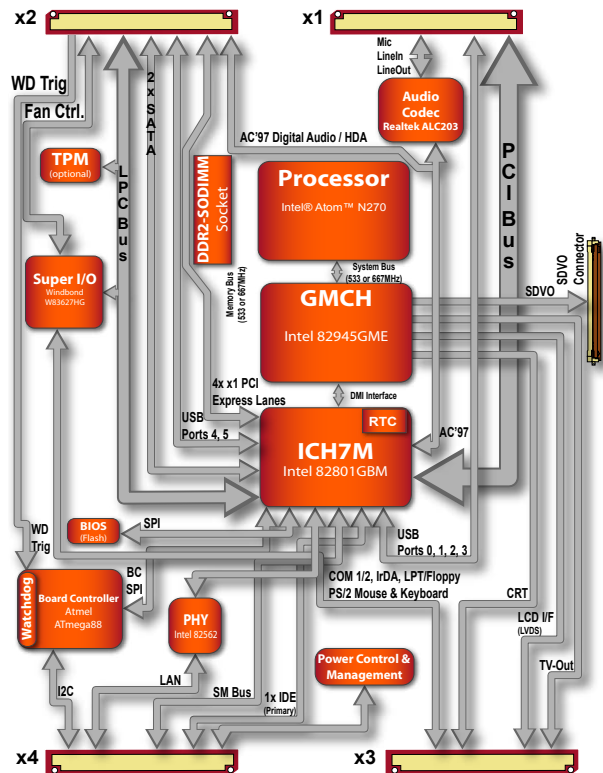 x2
x1
WD Trig
Fan Ctrl.
2x SATA
Mic
LineIn
LineOut
Audio
Codec
Realtek ALC203
AC'97 Digital Audio / HDA
TPM
(optional)
LPC Bus
DDR2-SODIMM
Socket
Processor
Intel® Atom™ N270
PCI Bus
Super I/O
Windbond
W83627HG
Memory Bus
(533 or 667MHz)
System Bus
(533 or 667MHz)
GMCH
Intel 82945GME
SDVO
SDVO
Connector
4x x1 PCI
Express Lanes
DMI Interface
USB
Ports 4, 5
RTC
ICH7M
Intel 82801GBM
AC'97
BIOS
(Flash)
SPI
WD
Trig
USB
Ports 0, 1, 2, 3
BC
SPI
COM 1/2, IrDA, LPT/Floppy
PS/2 Mouse & Keyboard
Watchdog
Board Controller
Atmel
ATmega88
PHY
Intel 82562
CRT
LCD I/F
(LVDS)
TV-Out
Power Control &
Management
I2C
LAN
SM Bus
1x IDE
(Primary)
x4
x3